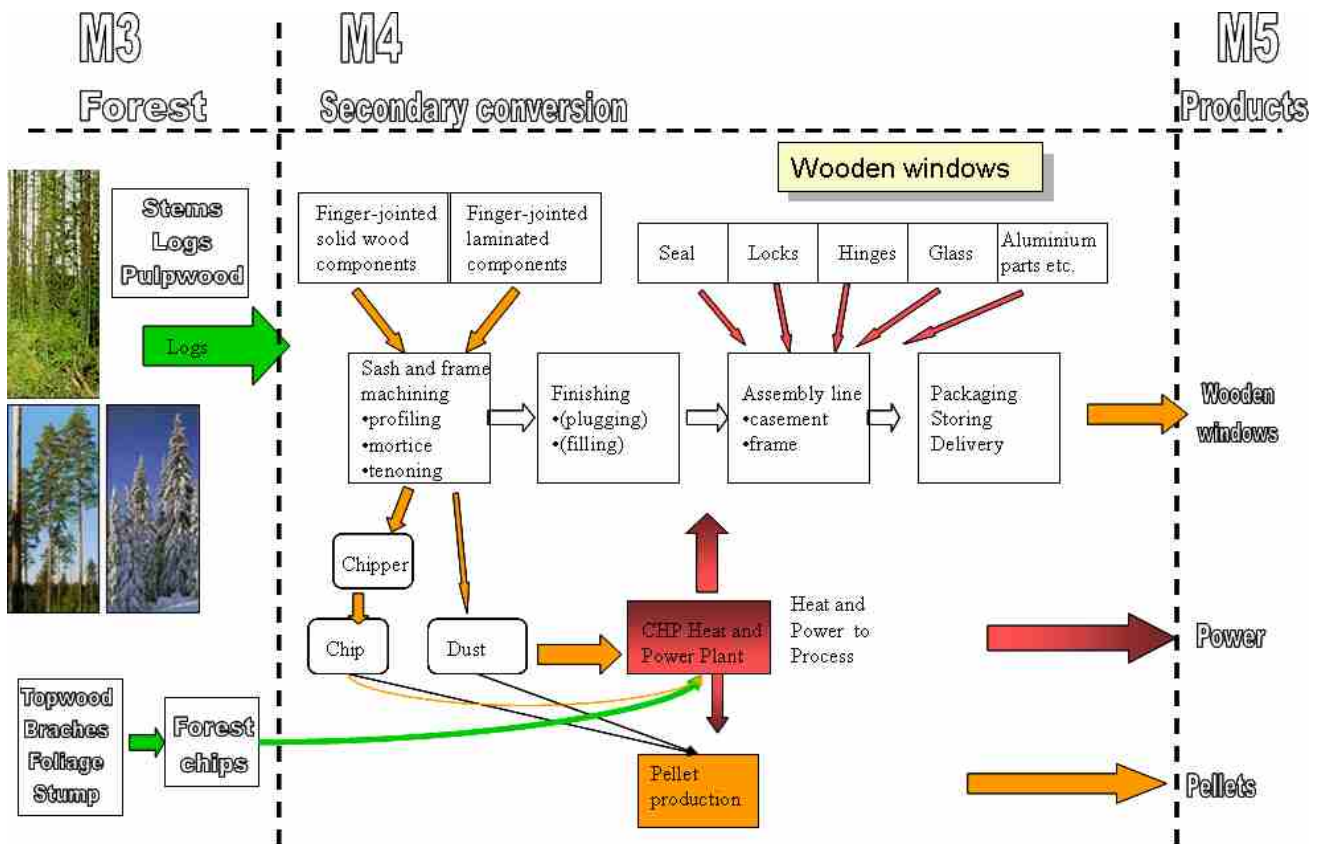 M3
Forest
M4
Secondary conversion
M5
Products
Wooden windows
Stems
Logs
Pulpwood
Logs
Finger-jointed
solid wood
components
Finger-jointed
laminated
components
Seal
Locks
Hinges
Glass
Aluminium
parts etc.
Sash and frame
machining
•profiling
•mortice
•tenoning
Finishing
•(plugging)
•(filling)
Assembly line
•casement
•frame
Packaging
Storing
Delivery
Wooden
windows
Chipper
Chip
Dust
CHP Heat and
Power Plant
Heat and
Power to
Process
Power
Topwood
Braches
Foliage
Stump
Forest
chips
Pellet
production
Pellets